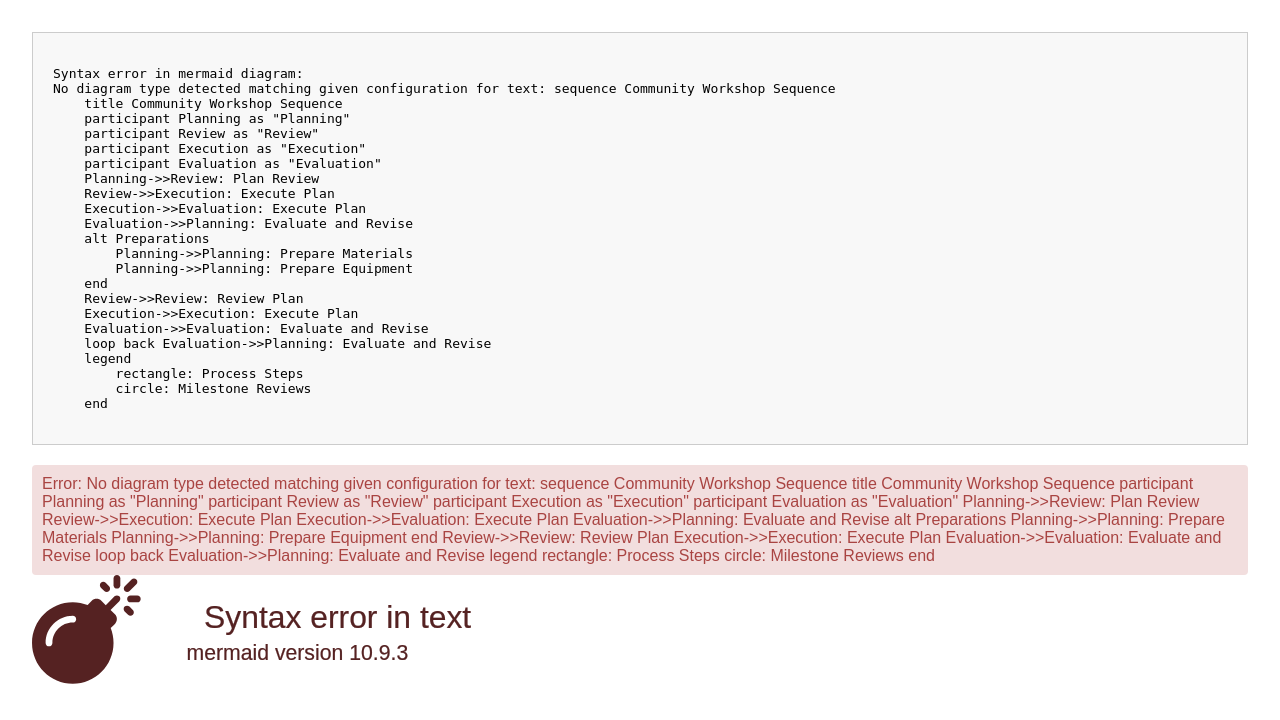 Syntax error in mermaid diagram:
No diagram type detected matching given configuration for text: sequence Community Workshop Sequence
title Community Workshop Sequence
participant Planning as "Planning"
participant Review as "Review"
participant Execution as "Execution"
participant Evaluation as "Evaluation"
Planning->>Review: Plan Review
Review->>Execution: Execute Plan
Execution->>Evaluation: Execute Plan
Evaluation->>Planning: Evaluate and Revise
alt Preparations
Planning->>Planning: Prepare Materials
Planning->>Planning: Prepare Equipment
end
Review->>Review: Review Plan
Execution->>Execution: Execute Plan
Evaluation->>Evaluation: Evaluate and Revise
loop back Evaluation->>Planning: Evaluate and Revise
legend
rectangle: Process Steps
circle: Milestone Reviews
end
Error: No diagram type detected matching given configuration for text: sequence Community Workshop Sequence title Community Workshop Sequence participant
Planning as "Planning" participant Review as "Review" participant Execution as "Execution" participant Evaluation as "Evaluation" Planning->>Review: Plan Review
Review->>Execution: Execute Plan Execution->>Evaluation: Execute Plan Evaluation->>Planning: Evaluate and Revise alt Preparations Planning->>Planning: Prepare
Materials Planning->>Planning: Prepare Equipment end Review->>Review: Review Plan Execution->>Execution: Execute Plan Evaluation->>Evaluation: Evaluate and
Revise loop back Evaluation->>Planning: Evaluate and Revise legend rectangle: Process Steps circle: Milestone Reviews end
Syntax error in text
mermaid version 10.9.3